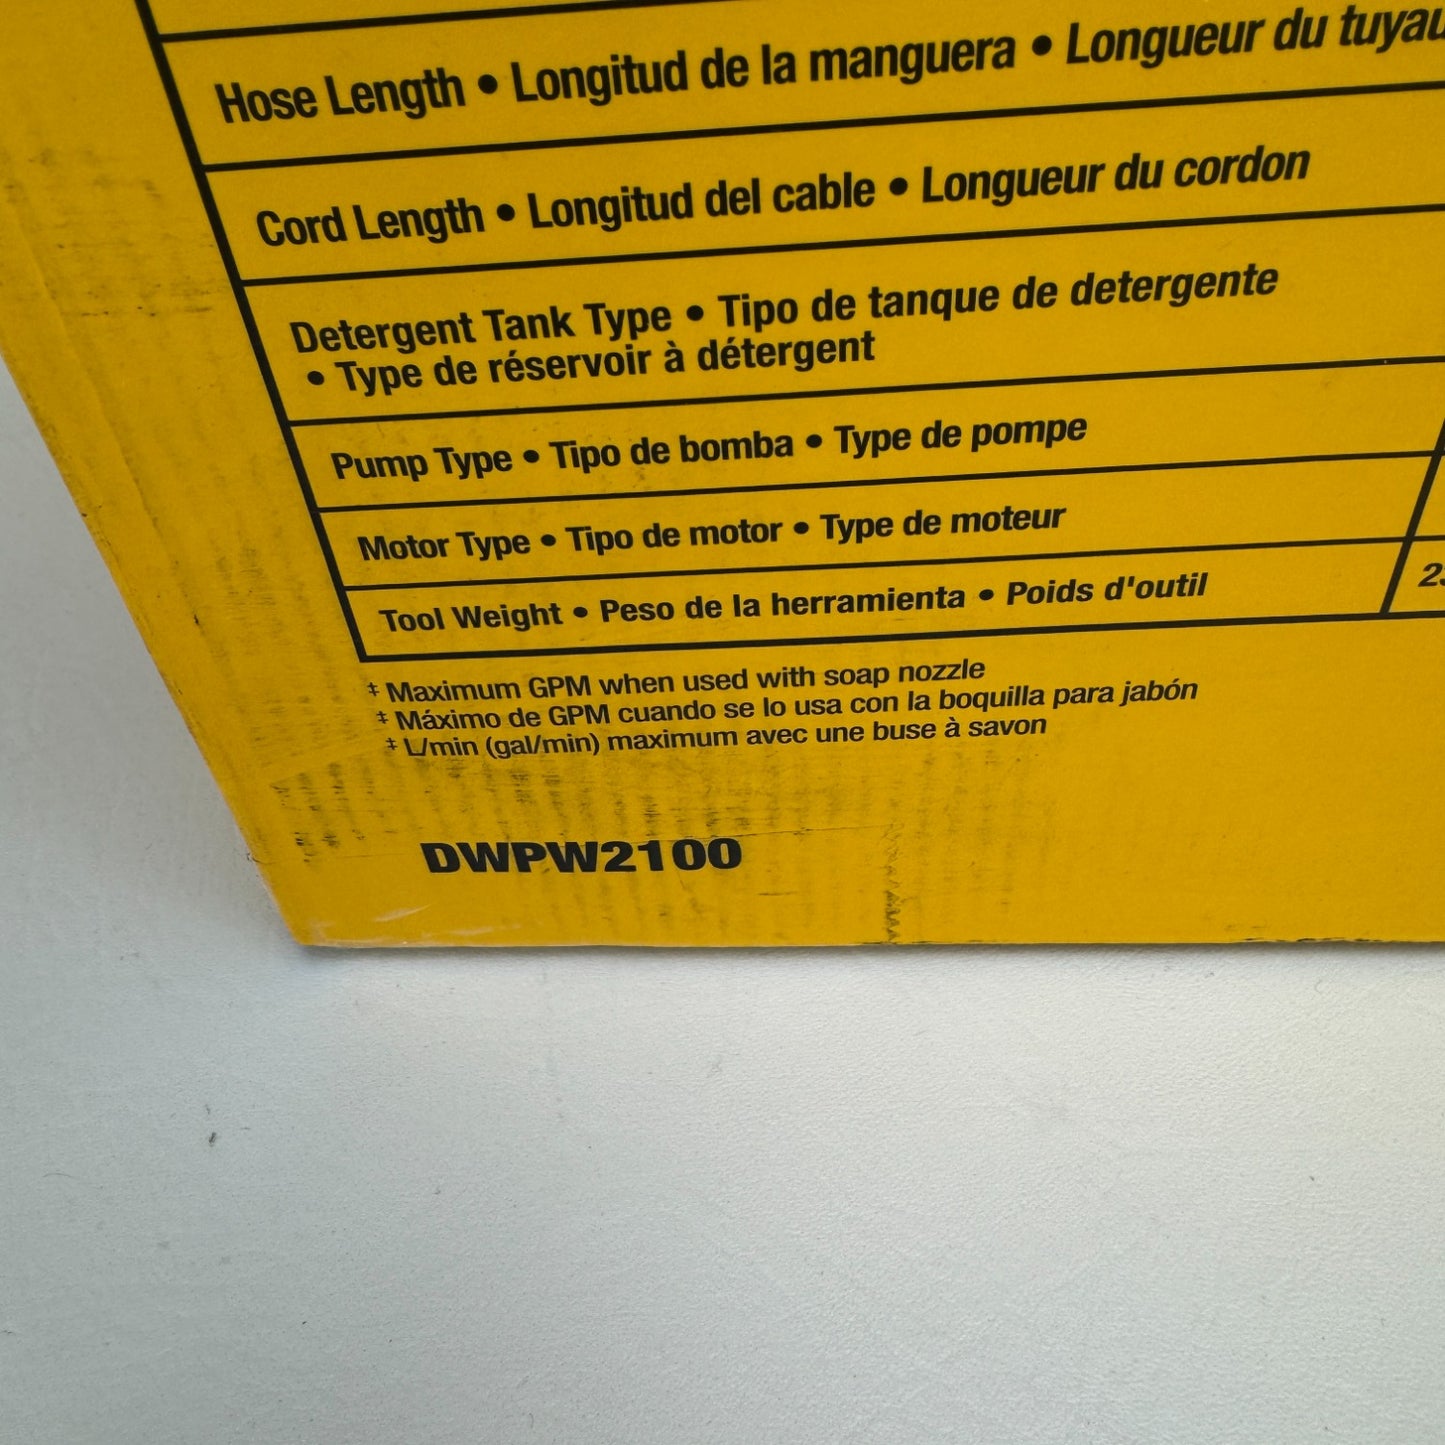 Hose Length • Longitud de la manguera • Longueur du tuyau
Cord Length • Longitud del cable • Longueur du cordon
Detergent Tank Type • Tipo de tanque de detergente
• Type de réservoir à détergent
Pump Type • Tipo de bomba • Type de pompe
Motor Type • Tipo de motor • Type de moteur
Tool Weight • Peso de la herramienta • Poids d'outil
‡ Maximum GPM when used with soap nozzle
‡ Máximo de GPM cuando se lo usa con la boquilla para jabón
‡ L/min (gal/min) maximum avec une buse à savon
DWPW2100